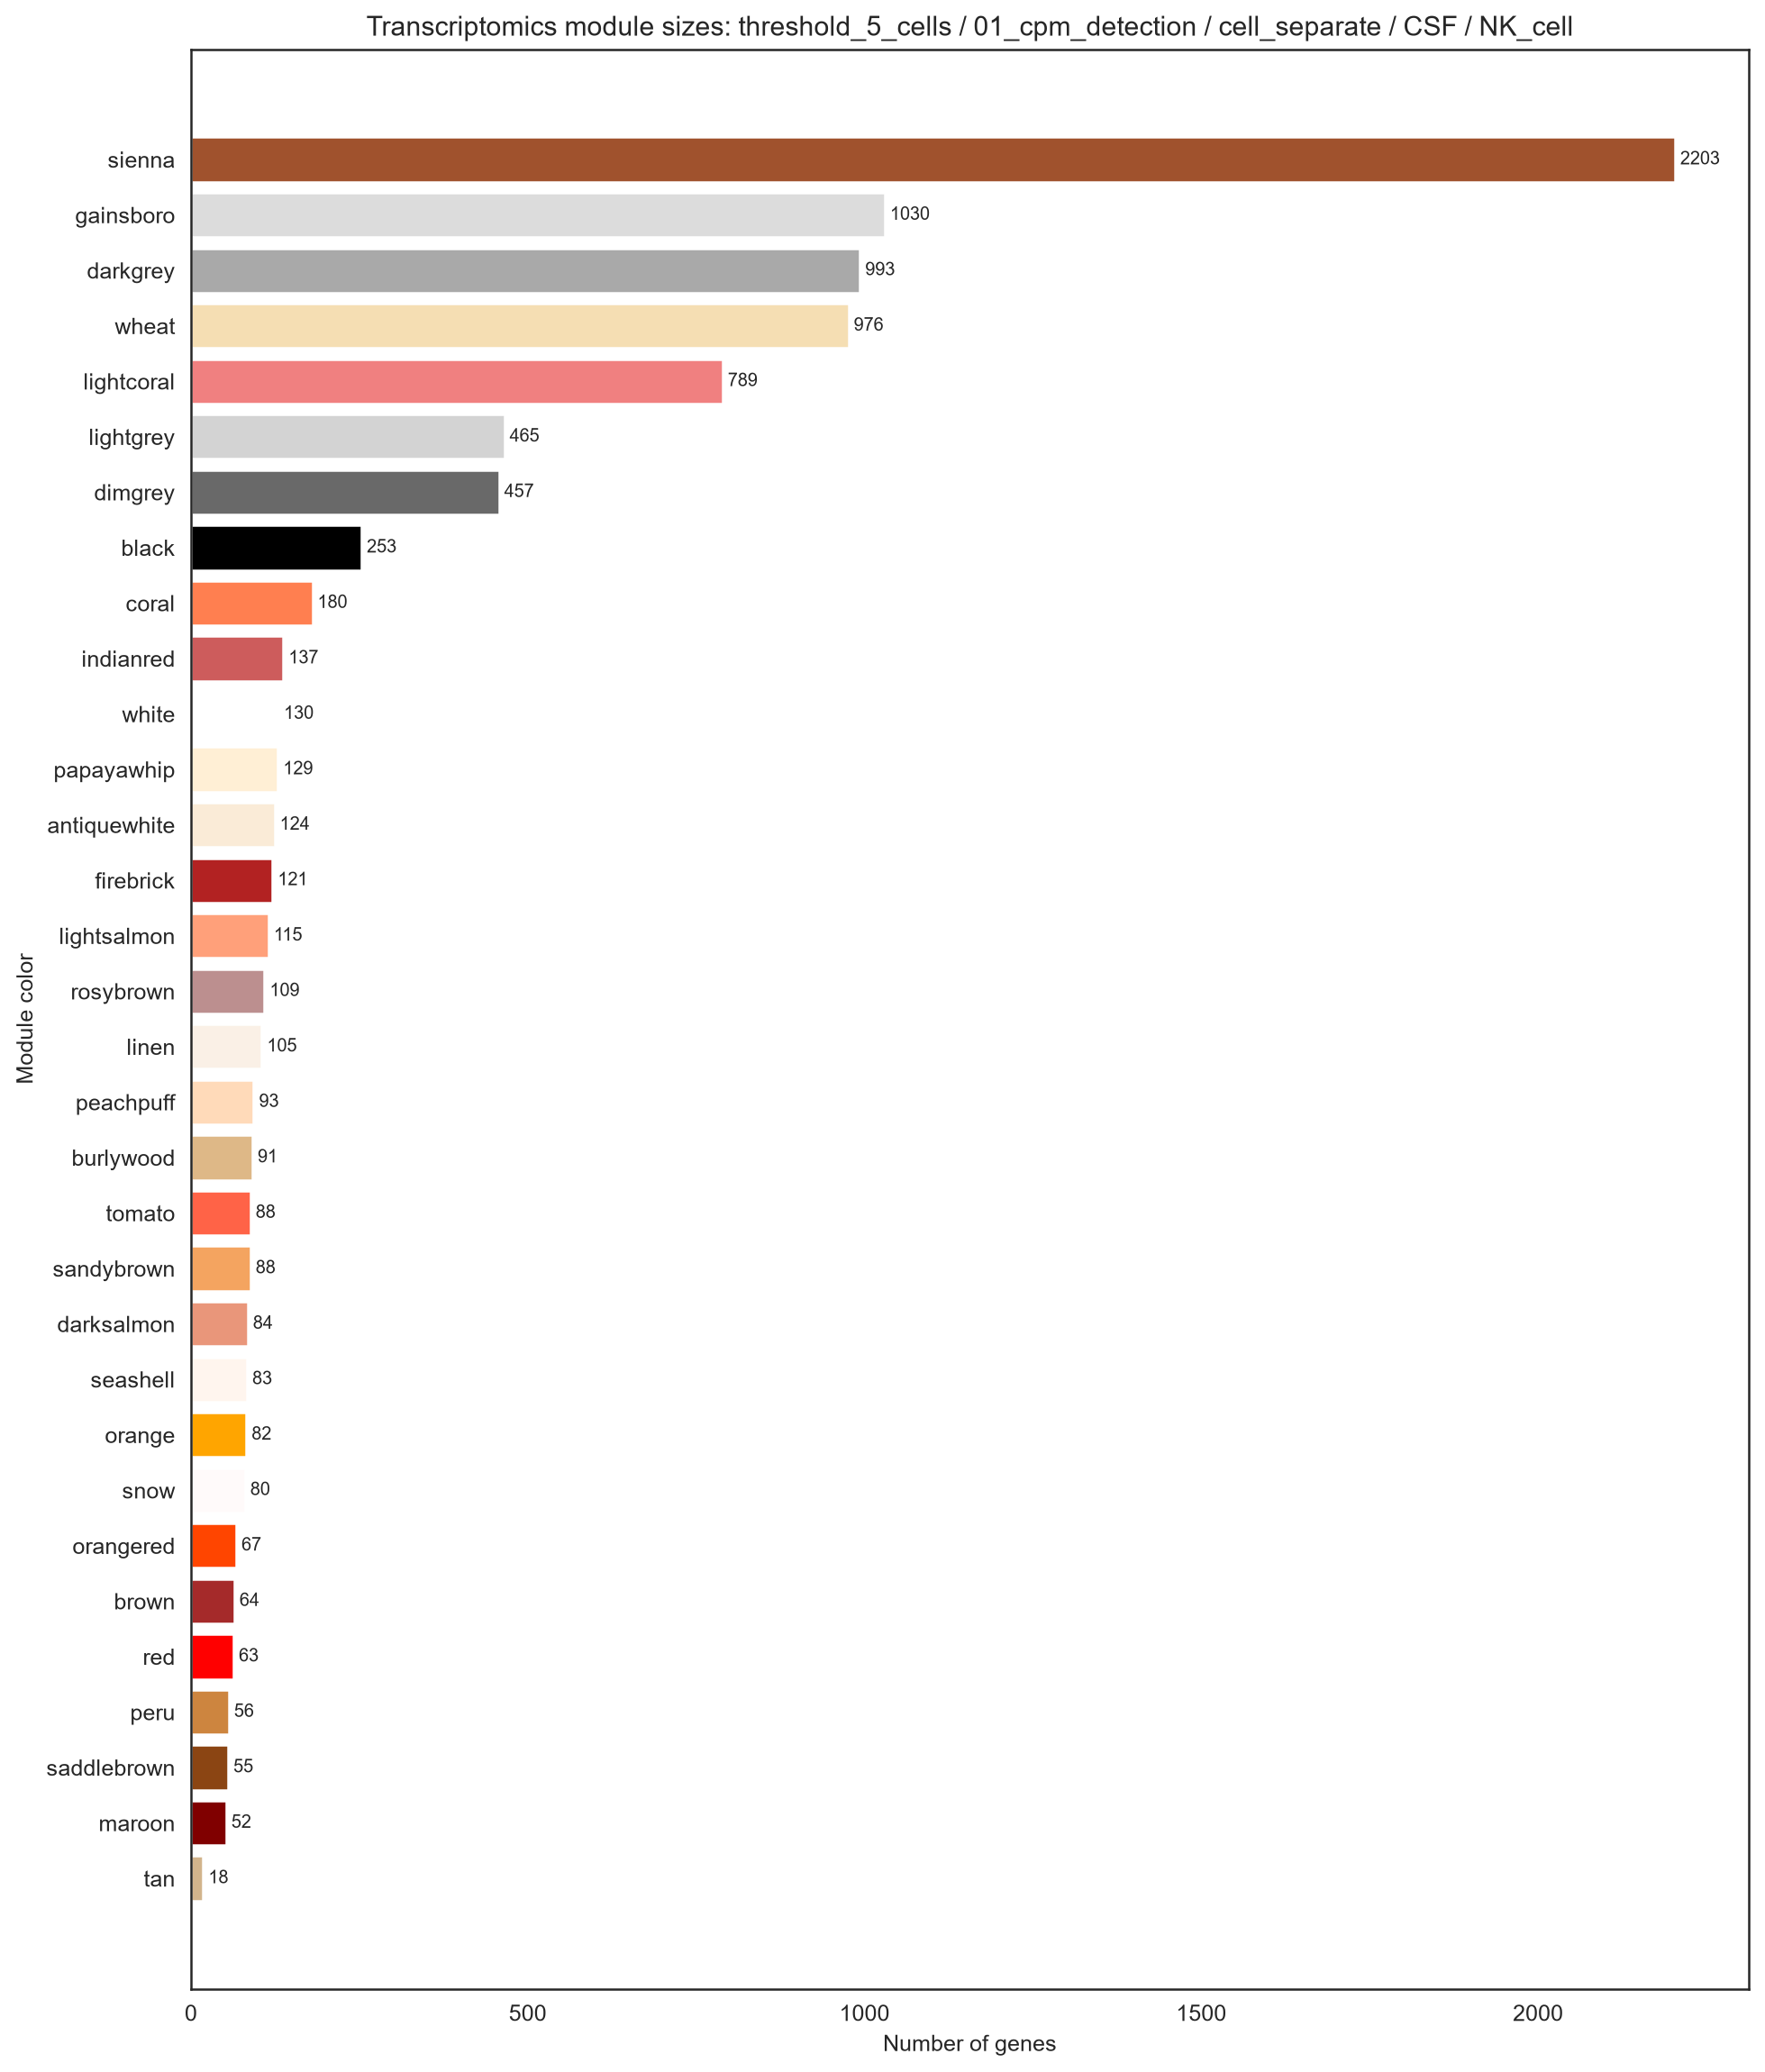 Transcriptomics module sizes: threshold_5_cells / 01_cpm_detection / cell_separate / CSF / NK_cell
sienna 2203
gainsboro 1030
darkgrey 993
wheat 976
lightcoral 789
lightgrey 465
dimgrey 457
black 253
coral 180
indianred 137
white 130
papayawhip 129
antiquewhite 124
firebrick 121
lightsalmon 115
rosybrown 109
linen 105
peachpuff 93
burlywood 91
tomato 88
sandybrown 88
darksalmon 84
seashell 83
orange 82
snow 80
orangered 67
brown 64
red 63
peru 56
saddlebrown 55
maroon 52
tan 18
Module color
0 500 1000 1500 2000
Number of genes